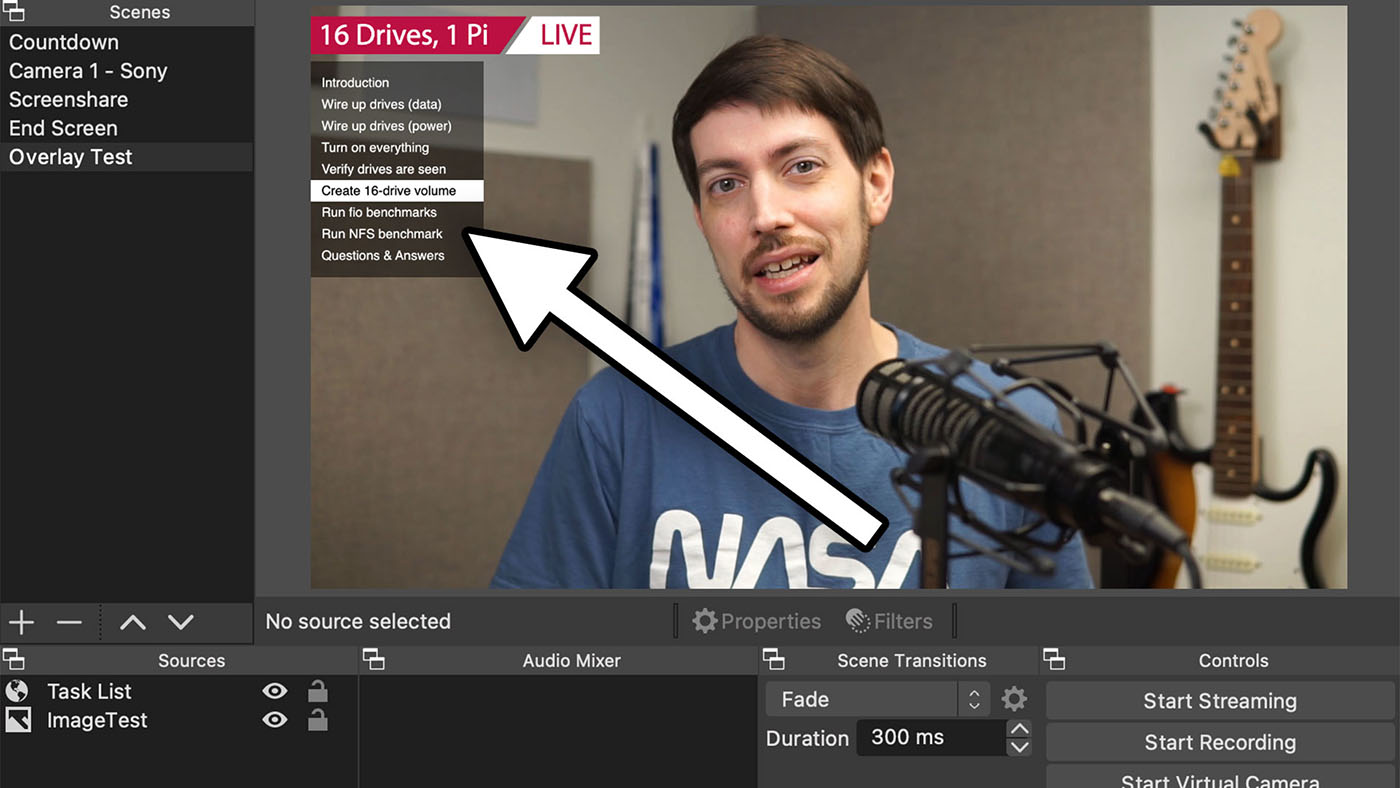 Scenes
Countdown
Camera 1 - Sony
Screenshare
End Screen
Overlay Test
16 Drives, 1 Pi LIVE
Introduction
Wire up drives (data)
Wire up drives (power)
Turn on everything
Verify drives are seen
Create 16-drive volume
Run fio benchmarks
Run NFS benchmark
Questions & Answers
NASA
No source selected
Properties
Filters
Sources
Task List
ImageTest
Audio Mixer
Scene Transitions
Fade
Duration 300 ms
Controls
Start Streaming
Start Recording
Start Virtual Camera